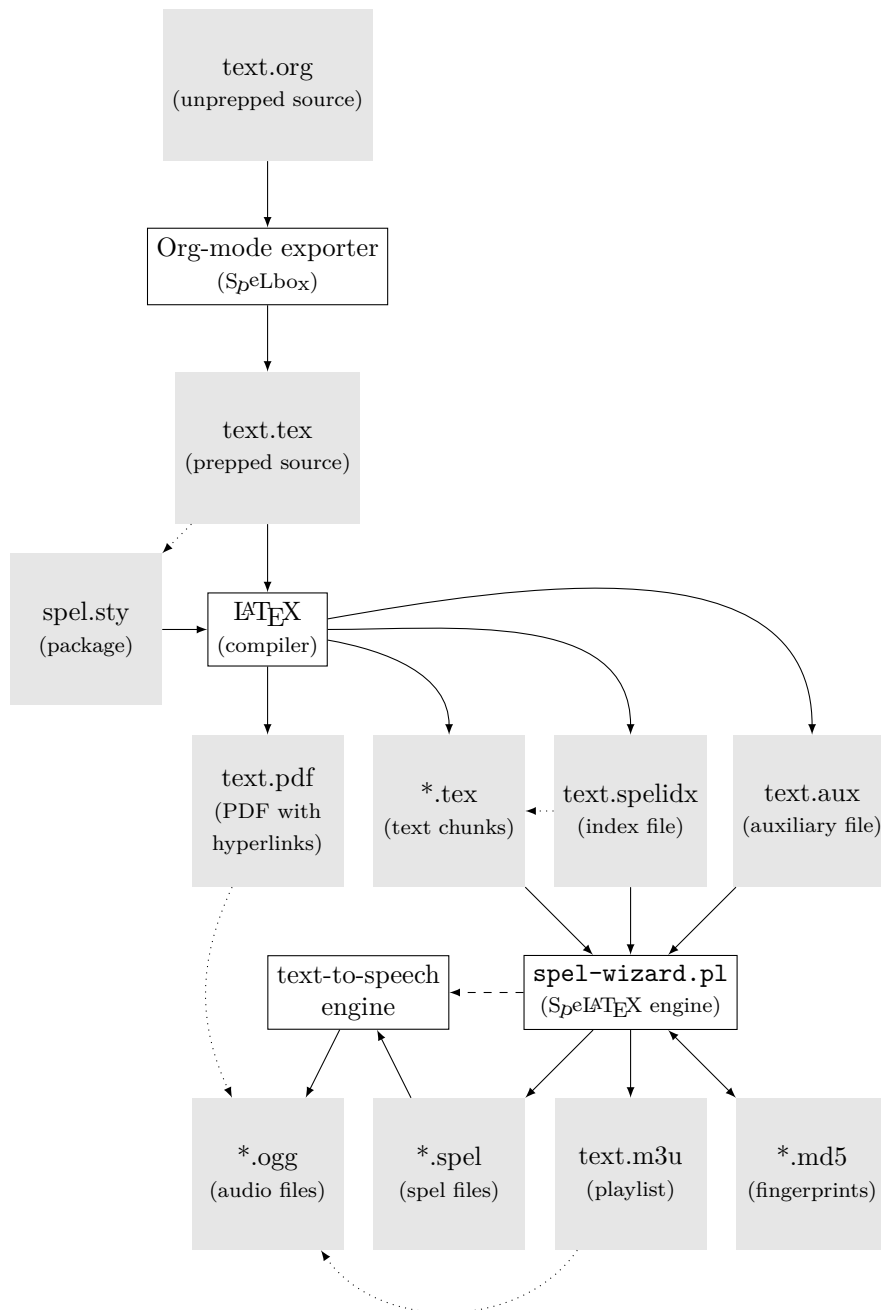 text.org
(unprepped source)
Org-mode exporter
(SpeLbox)
text.tex
(prepped source)
spel.sty
(package)
LATEX
(compiler)
text.pdf
(PDF with
hyperlinks)
*.tex
(text chunks)
text.spelidx
(index file)
text.aux
(auxiliary file)
text-to-speech
engine
spel-wizard.pl
(SpeLATEX engine)
*.ogg
(audio files)
*.spel
(spel files)
text.m3u
(playlist)
*.md5
(fingerprints)